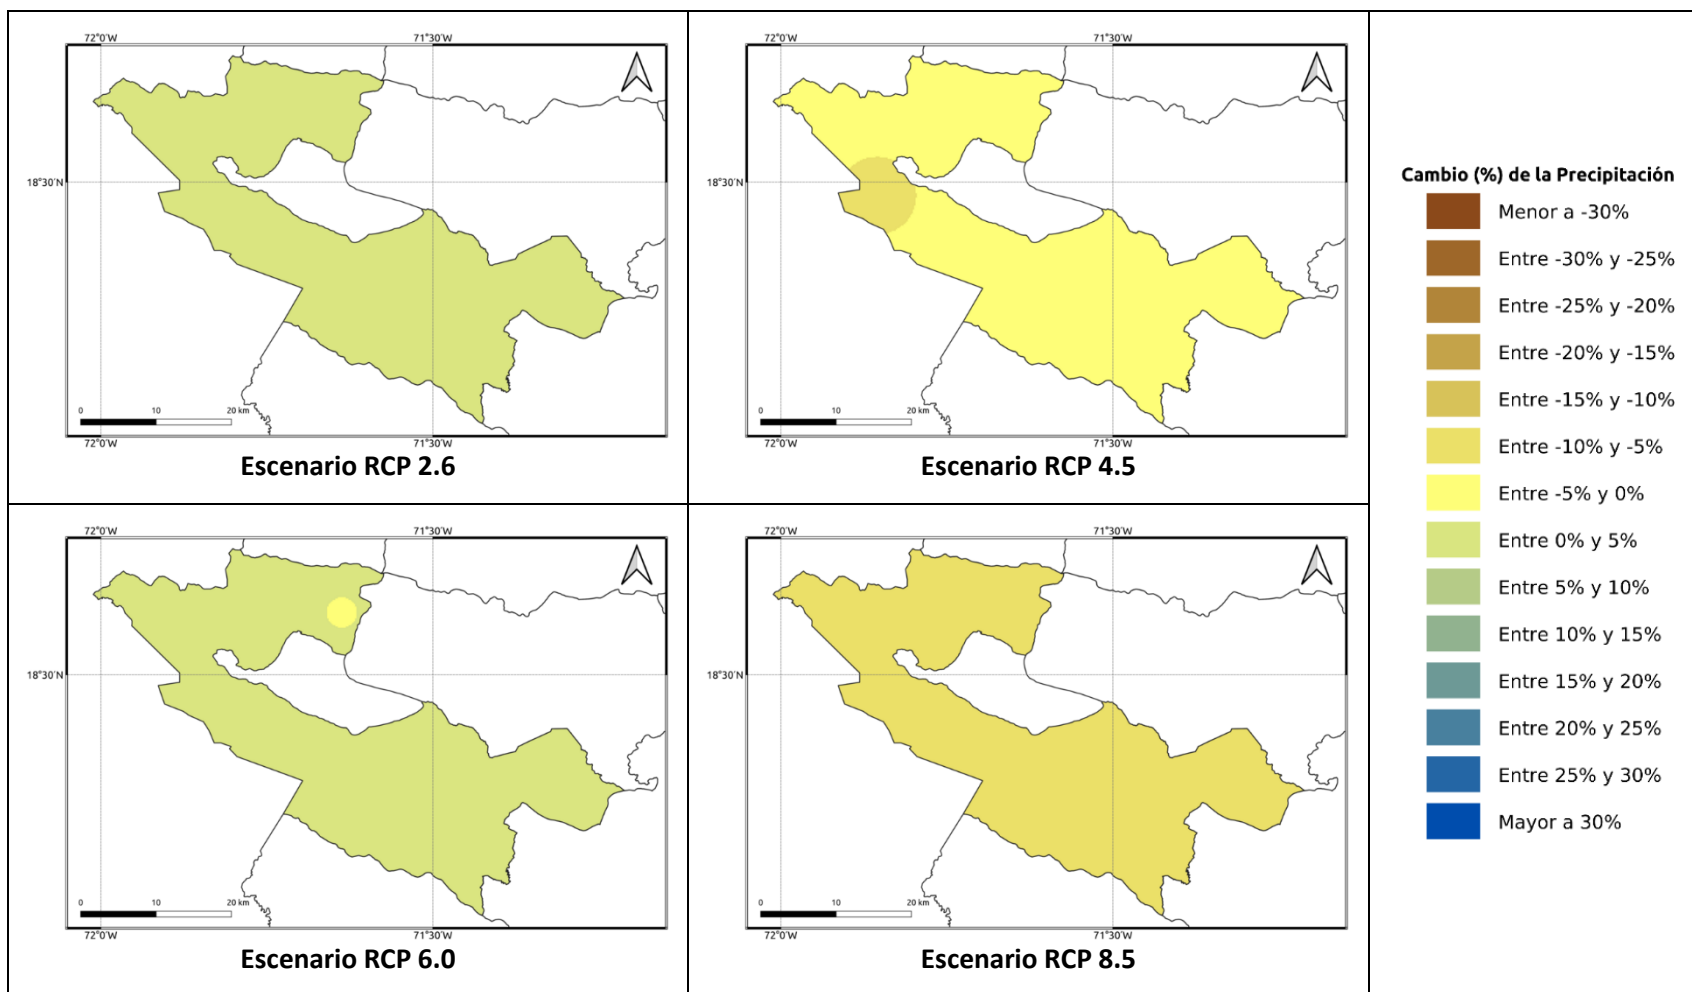 72°0'W 71°30'W
18°30'N
0 10 20 km
72°0'W 71°30'W
Escenario RCP 2.6
72°0'W 71°30'W
18°30'N
0 10 20 km
72°0'W 71°30'W
Escenario RCP 4.5
72°0'W 71°30'W
18°30'N
0 10 20 km
72°0'W 71°30'W
Escenario RCP 6.0
72°0'W 71°30'W
18°30'N
0 10 20 km
72°0'W 71°30'W
Escenario RCP 8.5
Cambio (%) de la Precipitación
Menor a -30%
Entre -30% y -25%
Entre -25% y -20%
Entre -20% y -15%
Entre -15% y -10%
Entre -10% y -5%
Entre -5% y 0%
Entre 0% y 5%
Entre 5% y 10%
Entre 10% y 15%
Entre 15% y 20%
Entre 20% y 25%
Entre 25% y 30%
Mayor a 30%